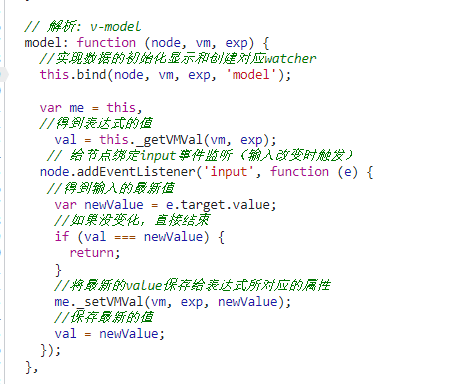 // 解析: v-model
model: function (node, vm, exp) {
//实现数据的初始化显示和创建对应watcher
this.bind(node, vm, exp, 'model');
var me = this,
//得到表达式的值
val = this._getVMVal(vm, exp);
// 给节点绑定input事件监听（输入改变时触发）
node.addEventListener('input', function (e) {
//得到输入的最新值
var newValue = e.target.value;
//如果没变化，直接结束
if (val === newValue) {
return;
}
//将最新的value保存给表达式所对应的属性
me._setVMVal(vm, exp, newValue);
//保存最新的值
val = newValue;
});
},